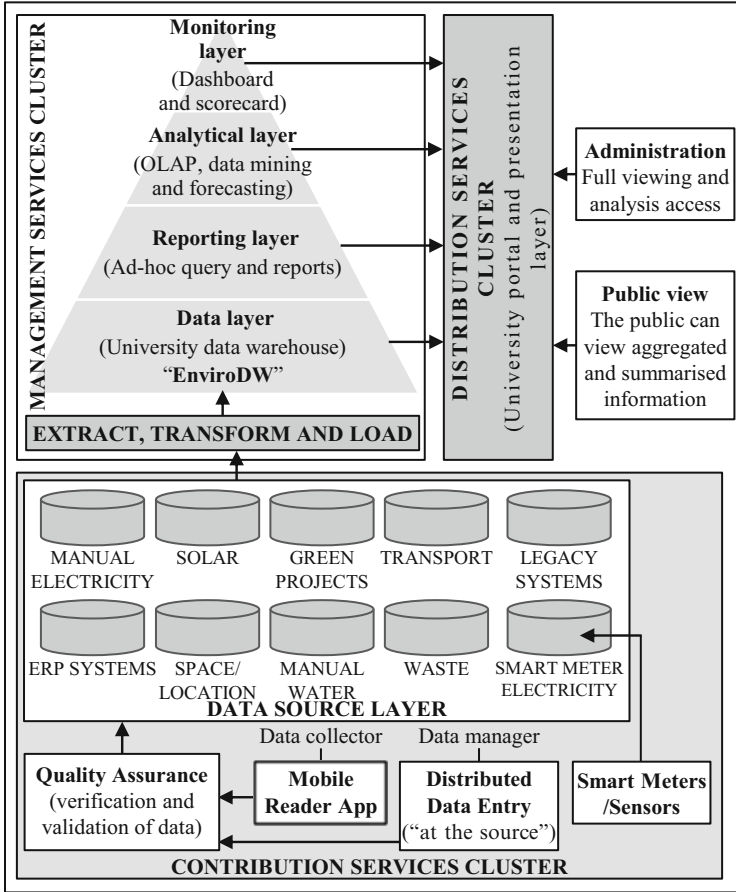 MANAGEMENT SERVICES CLUSTER
Monitoring
layer
(Dashboard
and scorecard)
Analytical layer
(OLAP, data mining
and forecasting)
Reporting layer
(Ad-hoc query and reports)
Data layer
(University data warehouse)
“EnviroDW”
EXTRACT, TRANSFORM AND LOAD
DISTRIBUTION SERVICES
CLUSTER
(University portal and presentation
layer)
Administration
Full viewing and
analysis access
Public view
The public can
view aggregated
and summarised
information
MANUAL
ELECTRICITY
SOLAR
GREEN
PROJECTS
TRANSPORT
LEGACY
SYSTEMS
ERP SYSTEMS
SPACE/
LOCATION
MANUAL
WATER
WASTE
SMART METER
ELECTRICITY
DATA SOURCE LAYER
Data collector
Data manager
Quality Assurance
(verification and
validation of data)
Mobile
Reader App
Distributed
Data Entry
(“at the source”)
Smart Meters
/Sensors
CONTRIBUTION SERVICES CLUSTER